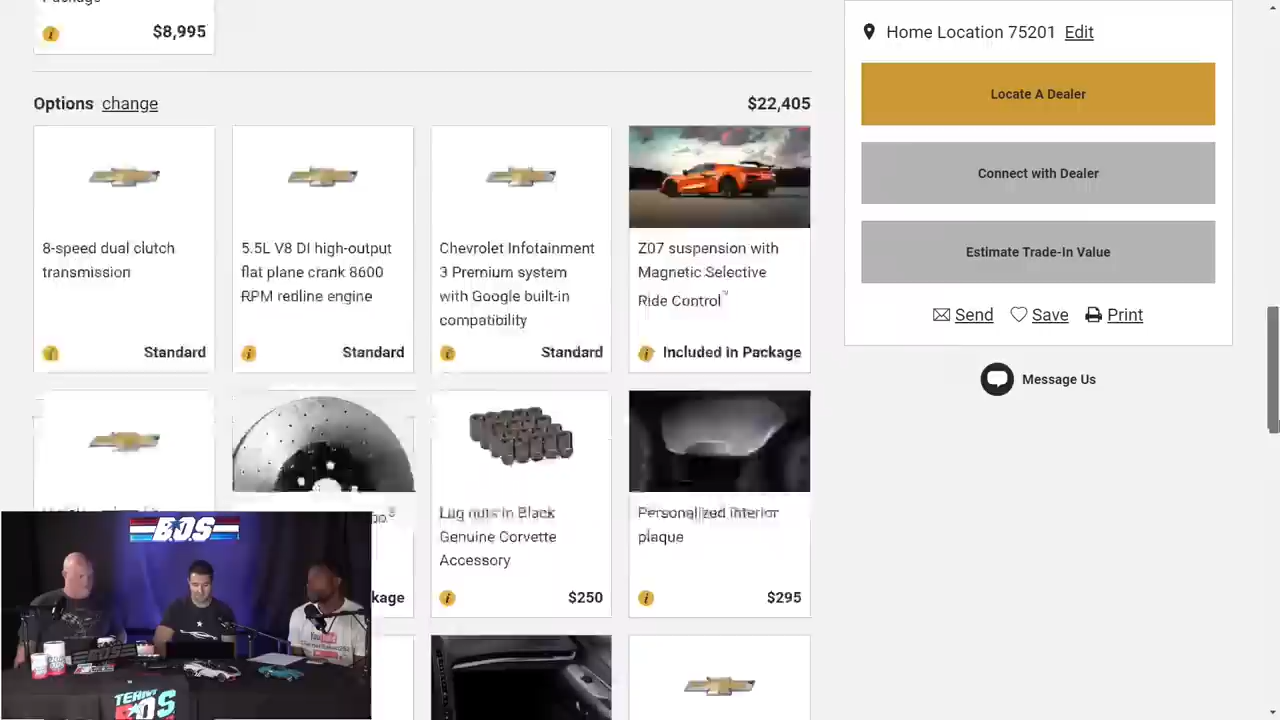 $8,995
Home Location 75201 Edit
Locate A Dealer
Connect with Dealer
Estimate Trade-In Value
Send Save Print
Message Us
Options change
$22,405
8-speed dual clutch
transmission
Standard
5.5L V8 DI high-output
flat plane crank 8600
RPM redline engine
Standard
Chevrolet Infotainment
3 Premium system
with Google built-in
compatibility
Standard
Z07 suspension with
Magnetic Selective
Ride Control™
Included in Package
Lug nuts in Black
Genuine Corvette
Accessory
$250
Personalized interior
plaque
$295
B.O.S
TEAM
BOS